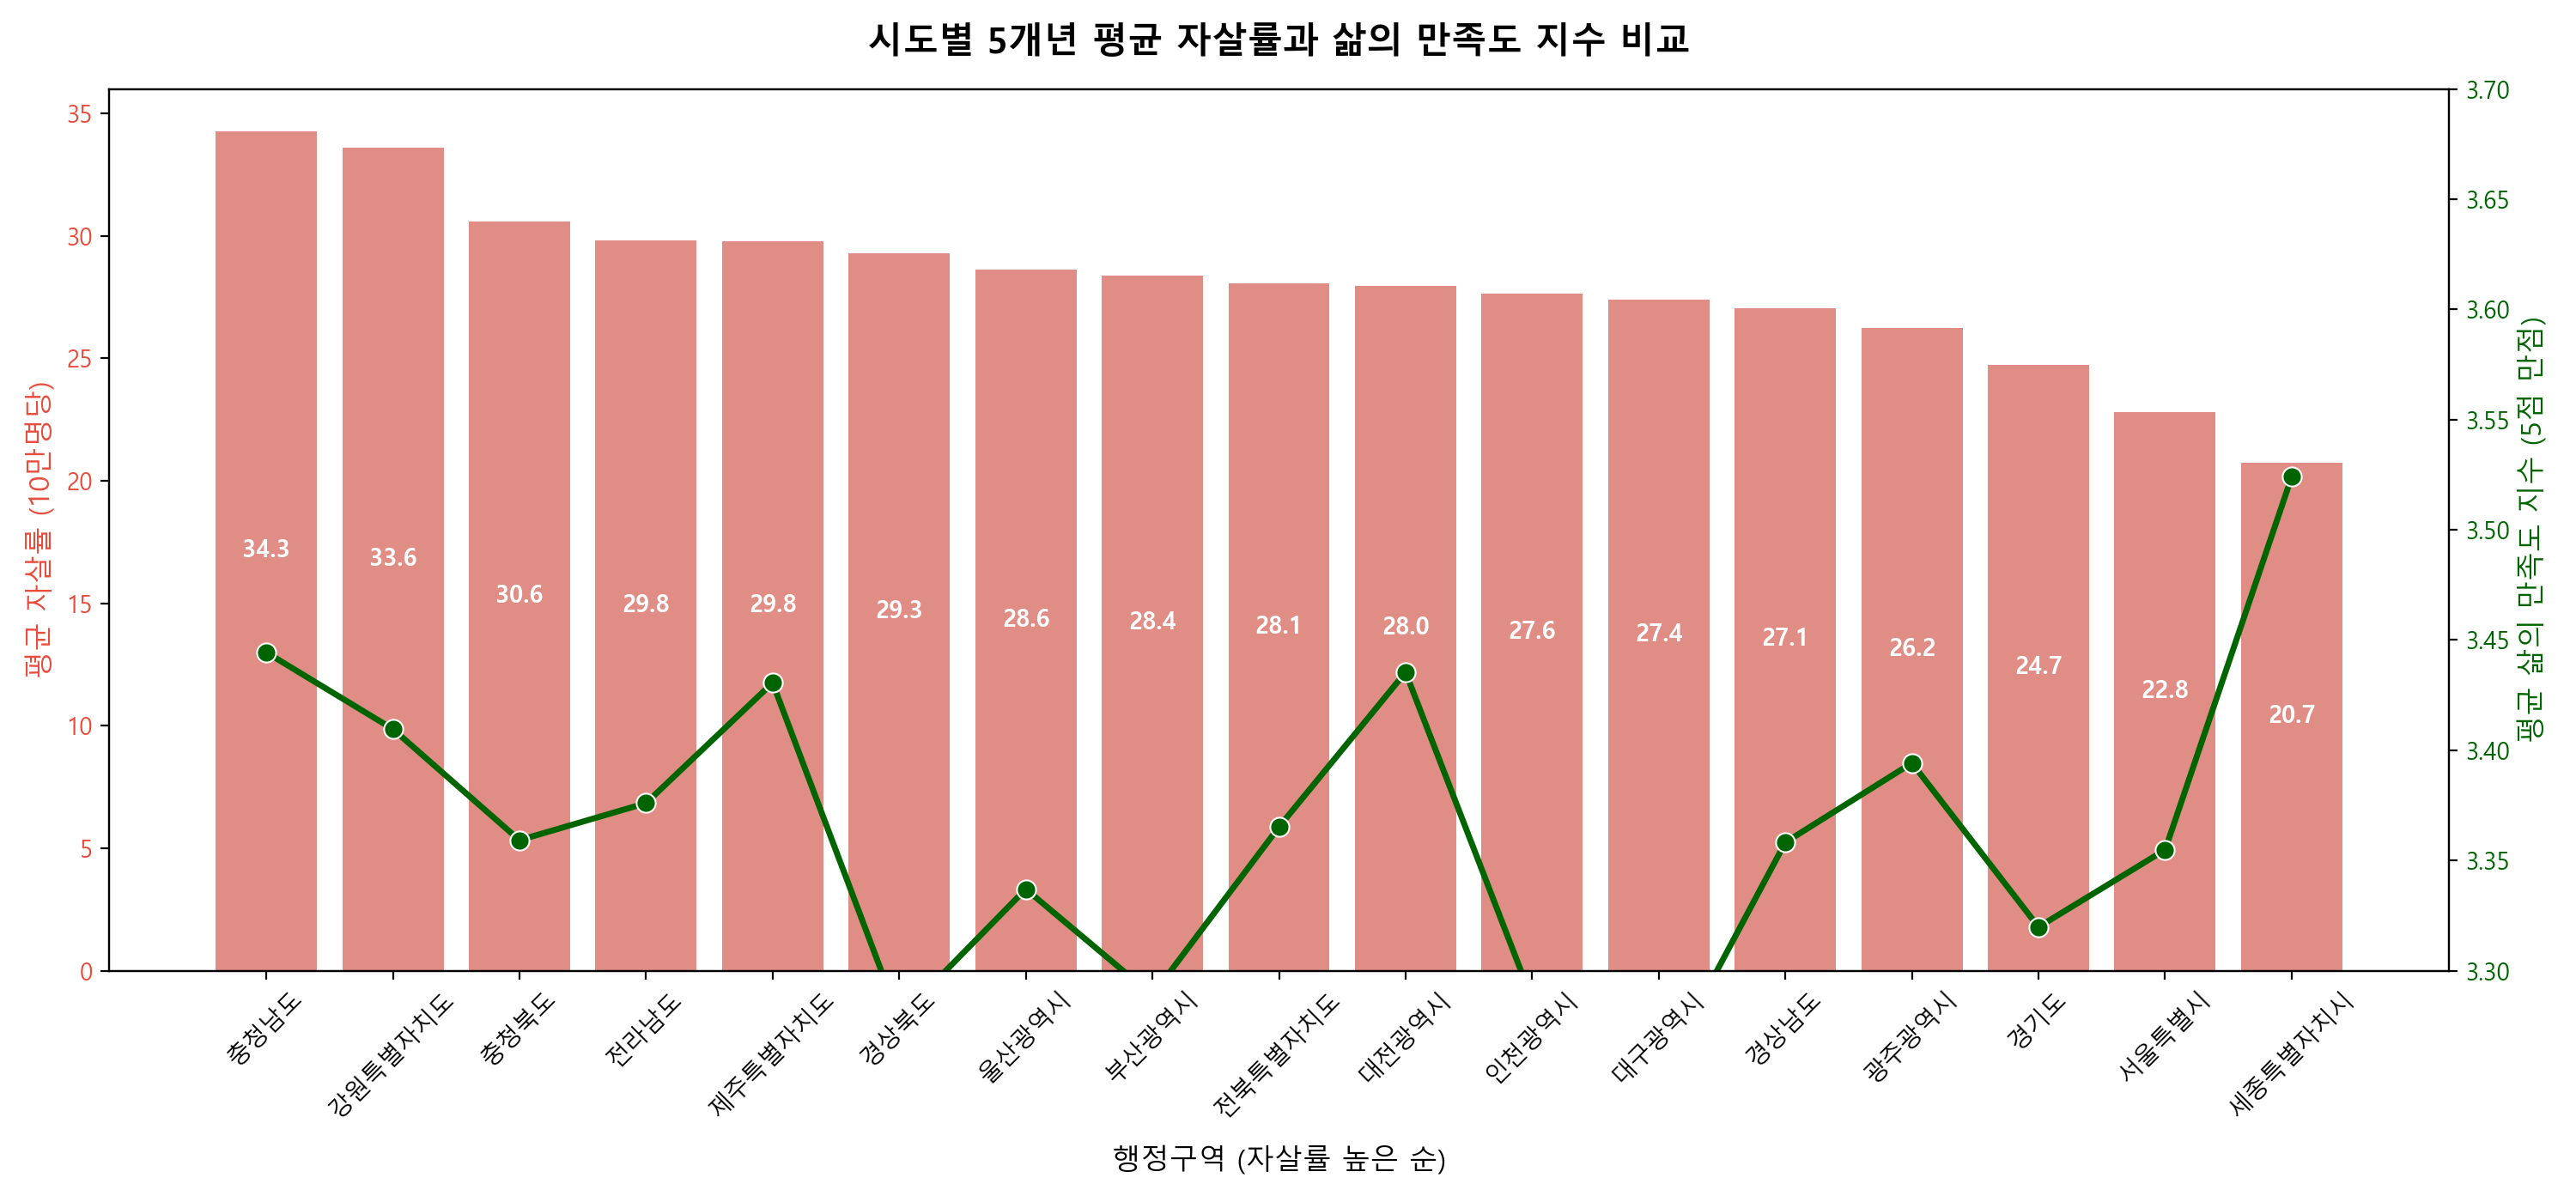 시도별 5개년 평균 자살률과 삶의 만족도 지수 비교
평균 자살률 (10만명당)
35
30
25
20
15
10
5
0
34.3
33.6
30.6
29.8
29.8
29.3
28.6
28.4
28.1
28.0
27.6
27.4
27.1
26.2
24.7
22.8
20.7
3.70
3.65
3.60
3.55
3.50
3.45
3.40
3.35
3.30
평균 삶의 만족도 지수 (5점 만점)
충청남도
강원특별자치도
충청북도
전라남도
제주특별자치도
경상북도
울산광역시
부산광역시
전북특별자치도
대전광역시
인천광역시
대구광역시
경상남도
광주광역시
경기도
서울특별시
세종특별자치시
행정구역 (자살률 높은 순)